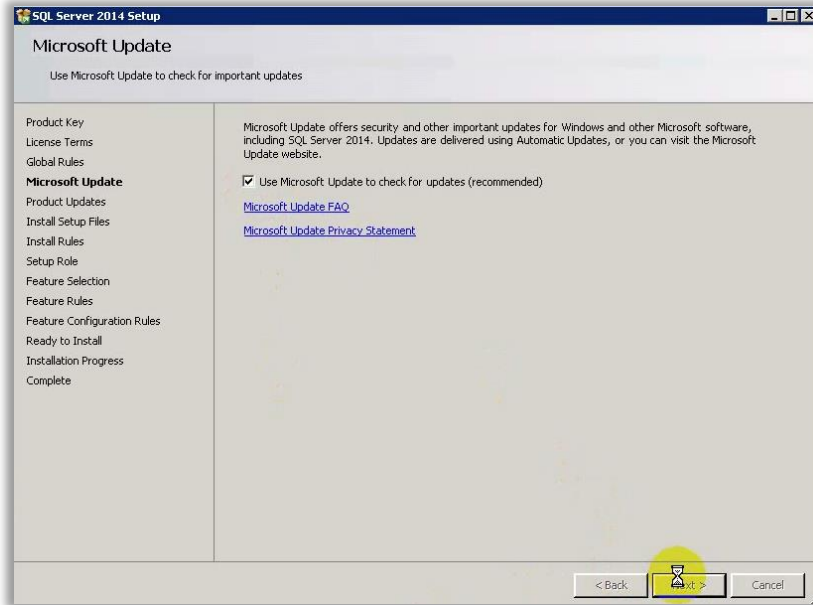 SQL Server 2014 Setup
Microsoft Update
Use Microsoft Update to check for important updates
Product Key
License Terms
Global Rules
Microsoft Update
Product Updates
Install Setup Files
Install Rules
Setup Role
Feature Selection
Feature Rules
Feature Configuration Rules
Ready to Install
Installation Progress
Complete
Microsoft Update offers security and other important updates for Windows and other Microsoft software,
including SQL Server 2014. Updates are delivered using Automatic Updates, or you can visit the Microsoft
Update website.
Use Microsoft Update to check for updates (recommended)
Microsoft Update FAQ
Microsoft Update Privacy Statement
< Back
Next >
Cancel